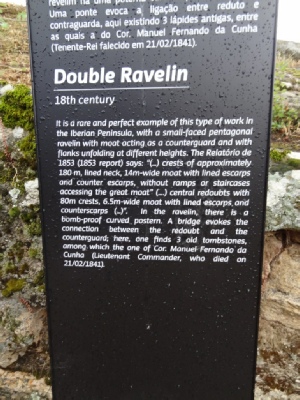 revelim há uma poterna
Uma ponte evoca a ligação entre reduto e
contraguarda, aqui existindo 3 lápides antigas, entre
as quais a do Cor. Manuel Fernando da Cunha
(Tenente-Rei falecido em 21/02/1841).
Double Ravelin
18th century
It is a rare and perfect example of this type of work in
the Iberian Peninsula, with a small-faced pentagonal
ravelin with moat acting as a counterguard and with
flanks unfolding at different heights. The Relatório de
1853 (1853 report) says: "(...) crests of approximately
180 m, lined neck, 14m-wide moat with lined escarps
and counter escarps, without ramps or staircases
accessing the great moat" (...) central redoubts with
80m crests, 6.5m-wide moat with lined escarps and
counterscarps (...)". In the ravelin, there is a
bomb-proof curved postern. A bridge evokes the
connection between the redoubt and the
counterguard; here, one finds 3 old tombstones,
among which the one of Cor. Manuel Fernando da
Cunha (Lieutenant Commander, who died on
21/02/1841).